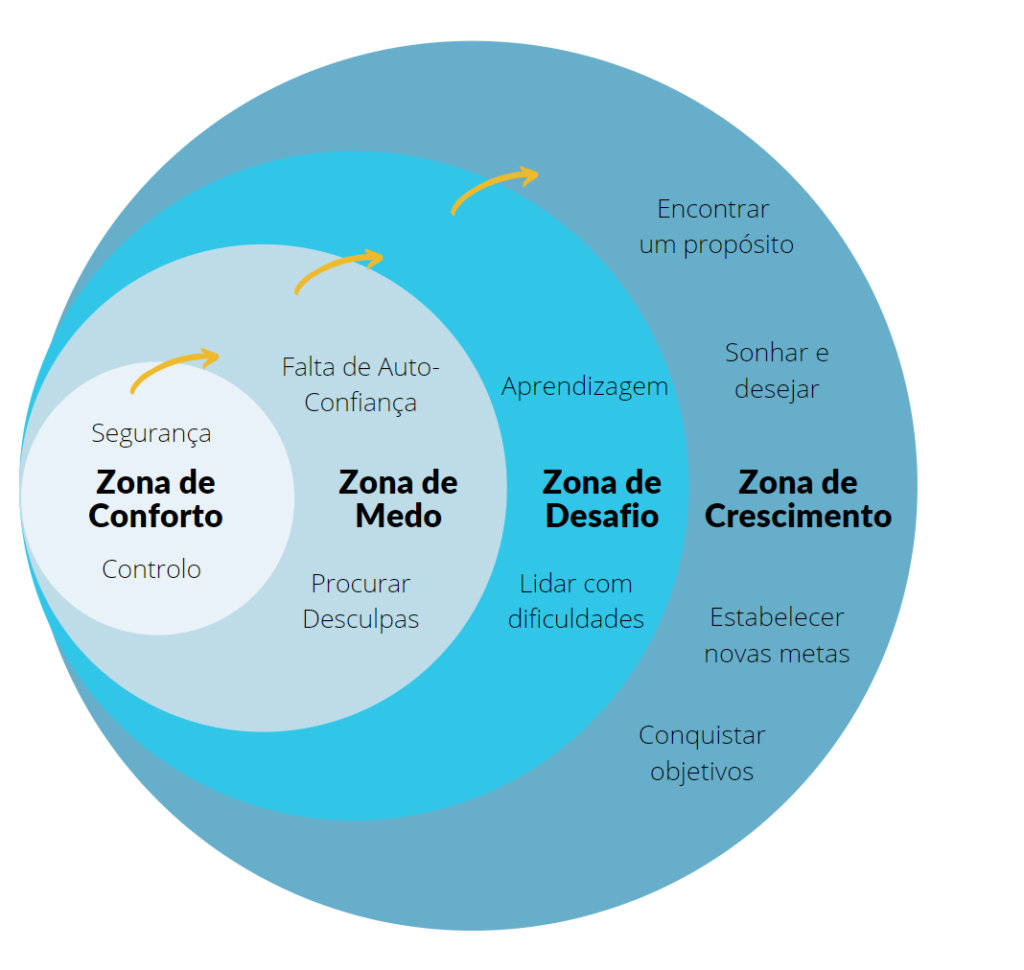 Segurança
Zona de
Conforto
Controlo
Falta de Auto-
Confiança
Zona de
Medo
Procurar
Desculpas
Aprendizagem
Zona de
Desafio
Lidar com
dificuldades
Encontrar
um propósito
Sonhar e
desejar
Zona de
Crescimento
Estabelecer
novas metas
Conquistar
objetivos